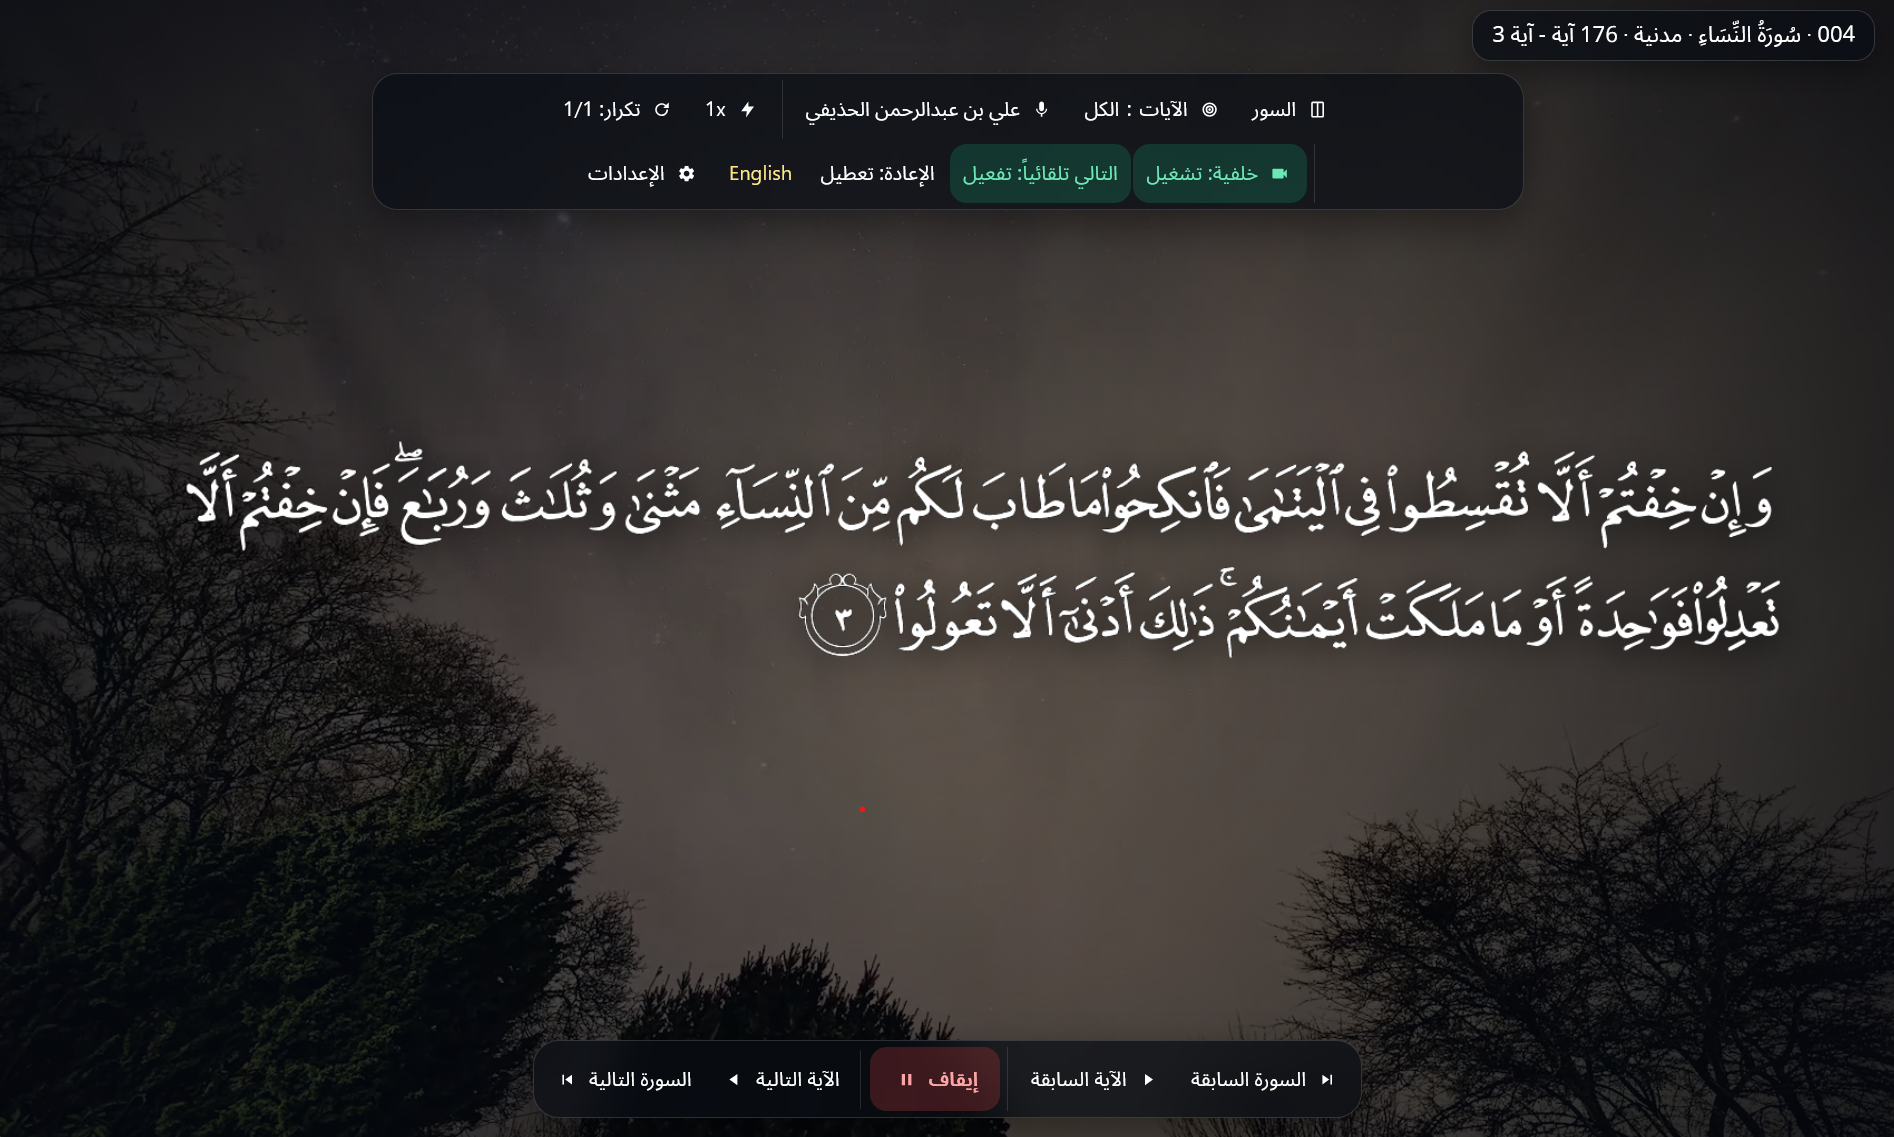 004 · سُورَةُ النِّسَاءِ · مدنية · 176 آية - آية 3
السور
الآيات : الكل
علي بن عبدالرحمن الحذيفي
1x
تكرار: 1/1
خلفية: تشغيل
التالي تلقائياً: تفعيل
الإعادة: تعطيل
English
الإعدادات
وَإِنْ خِفْتُمْ أَلَّا تُقْسِطُوا۟ فِى ٱلْيَتَـٰمَىٰ فَٱنكِحُوا۟ مَا طَابَ لَكُم مِّنَ ٱلنِّسَآءِ مَثْنَىٰ وَثُلَـٰثَ وَرُبَـٰعَ ۖ فَإِنْ خِفْتُمْ أَلَّا
تَعْدِلُوا۟ فَوَٰحِدَةً أَوْ مَا مَلَكَتْ أَيْمَـٰنُكُمْ ۚ ذَٰلِكَ أَدْنَىٰٓ أَلَّا تَعُولُوا۟ ٣
السورة السابقة
الآية السابقة
إيقاف
الآية التالية
السورة التالية